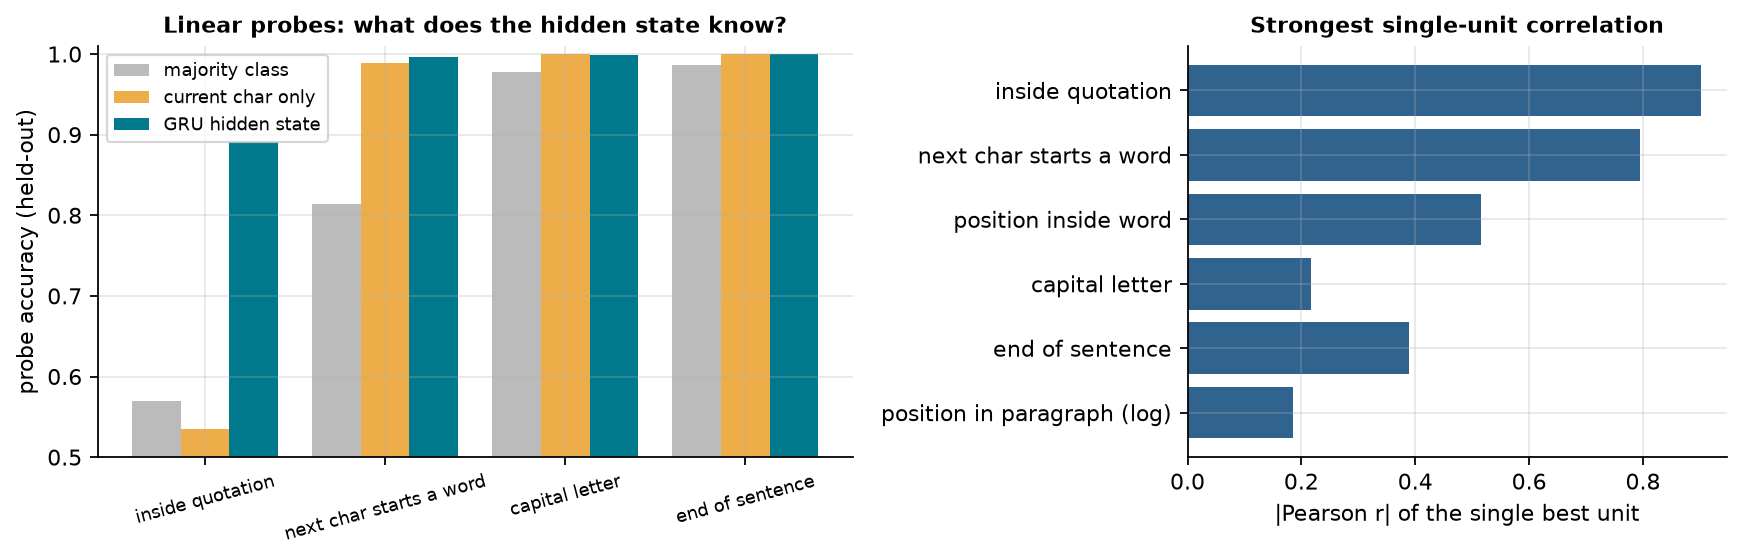 Linear probes: what does the hidden state know?
majority class
current char only
GRU hidden state
probe accuracy (held-out)
1.0
0.9
0.8
0.7
0.6
0.5
inside quotation
next char starts a word
capital letter
end of sentence
Strongest single-unit correlation
inside quotation
next char starts a word
position inside word
capital letter
end of sentence
position in paragraph (log)
0.0 0.2 0.4 0.6 0.8
|Pearson r| of the single best unit